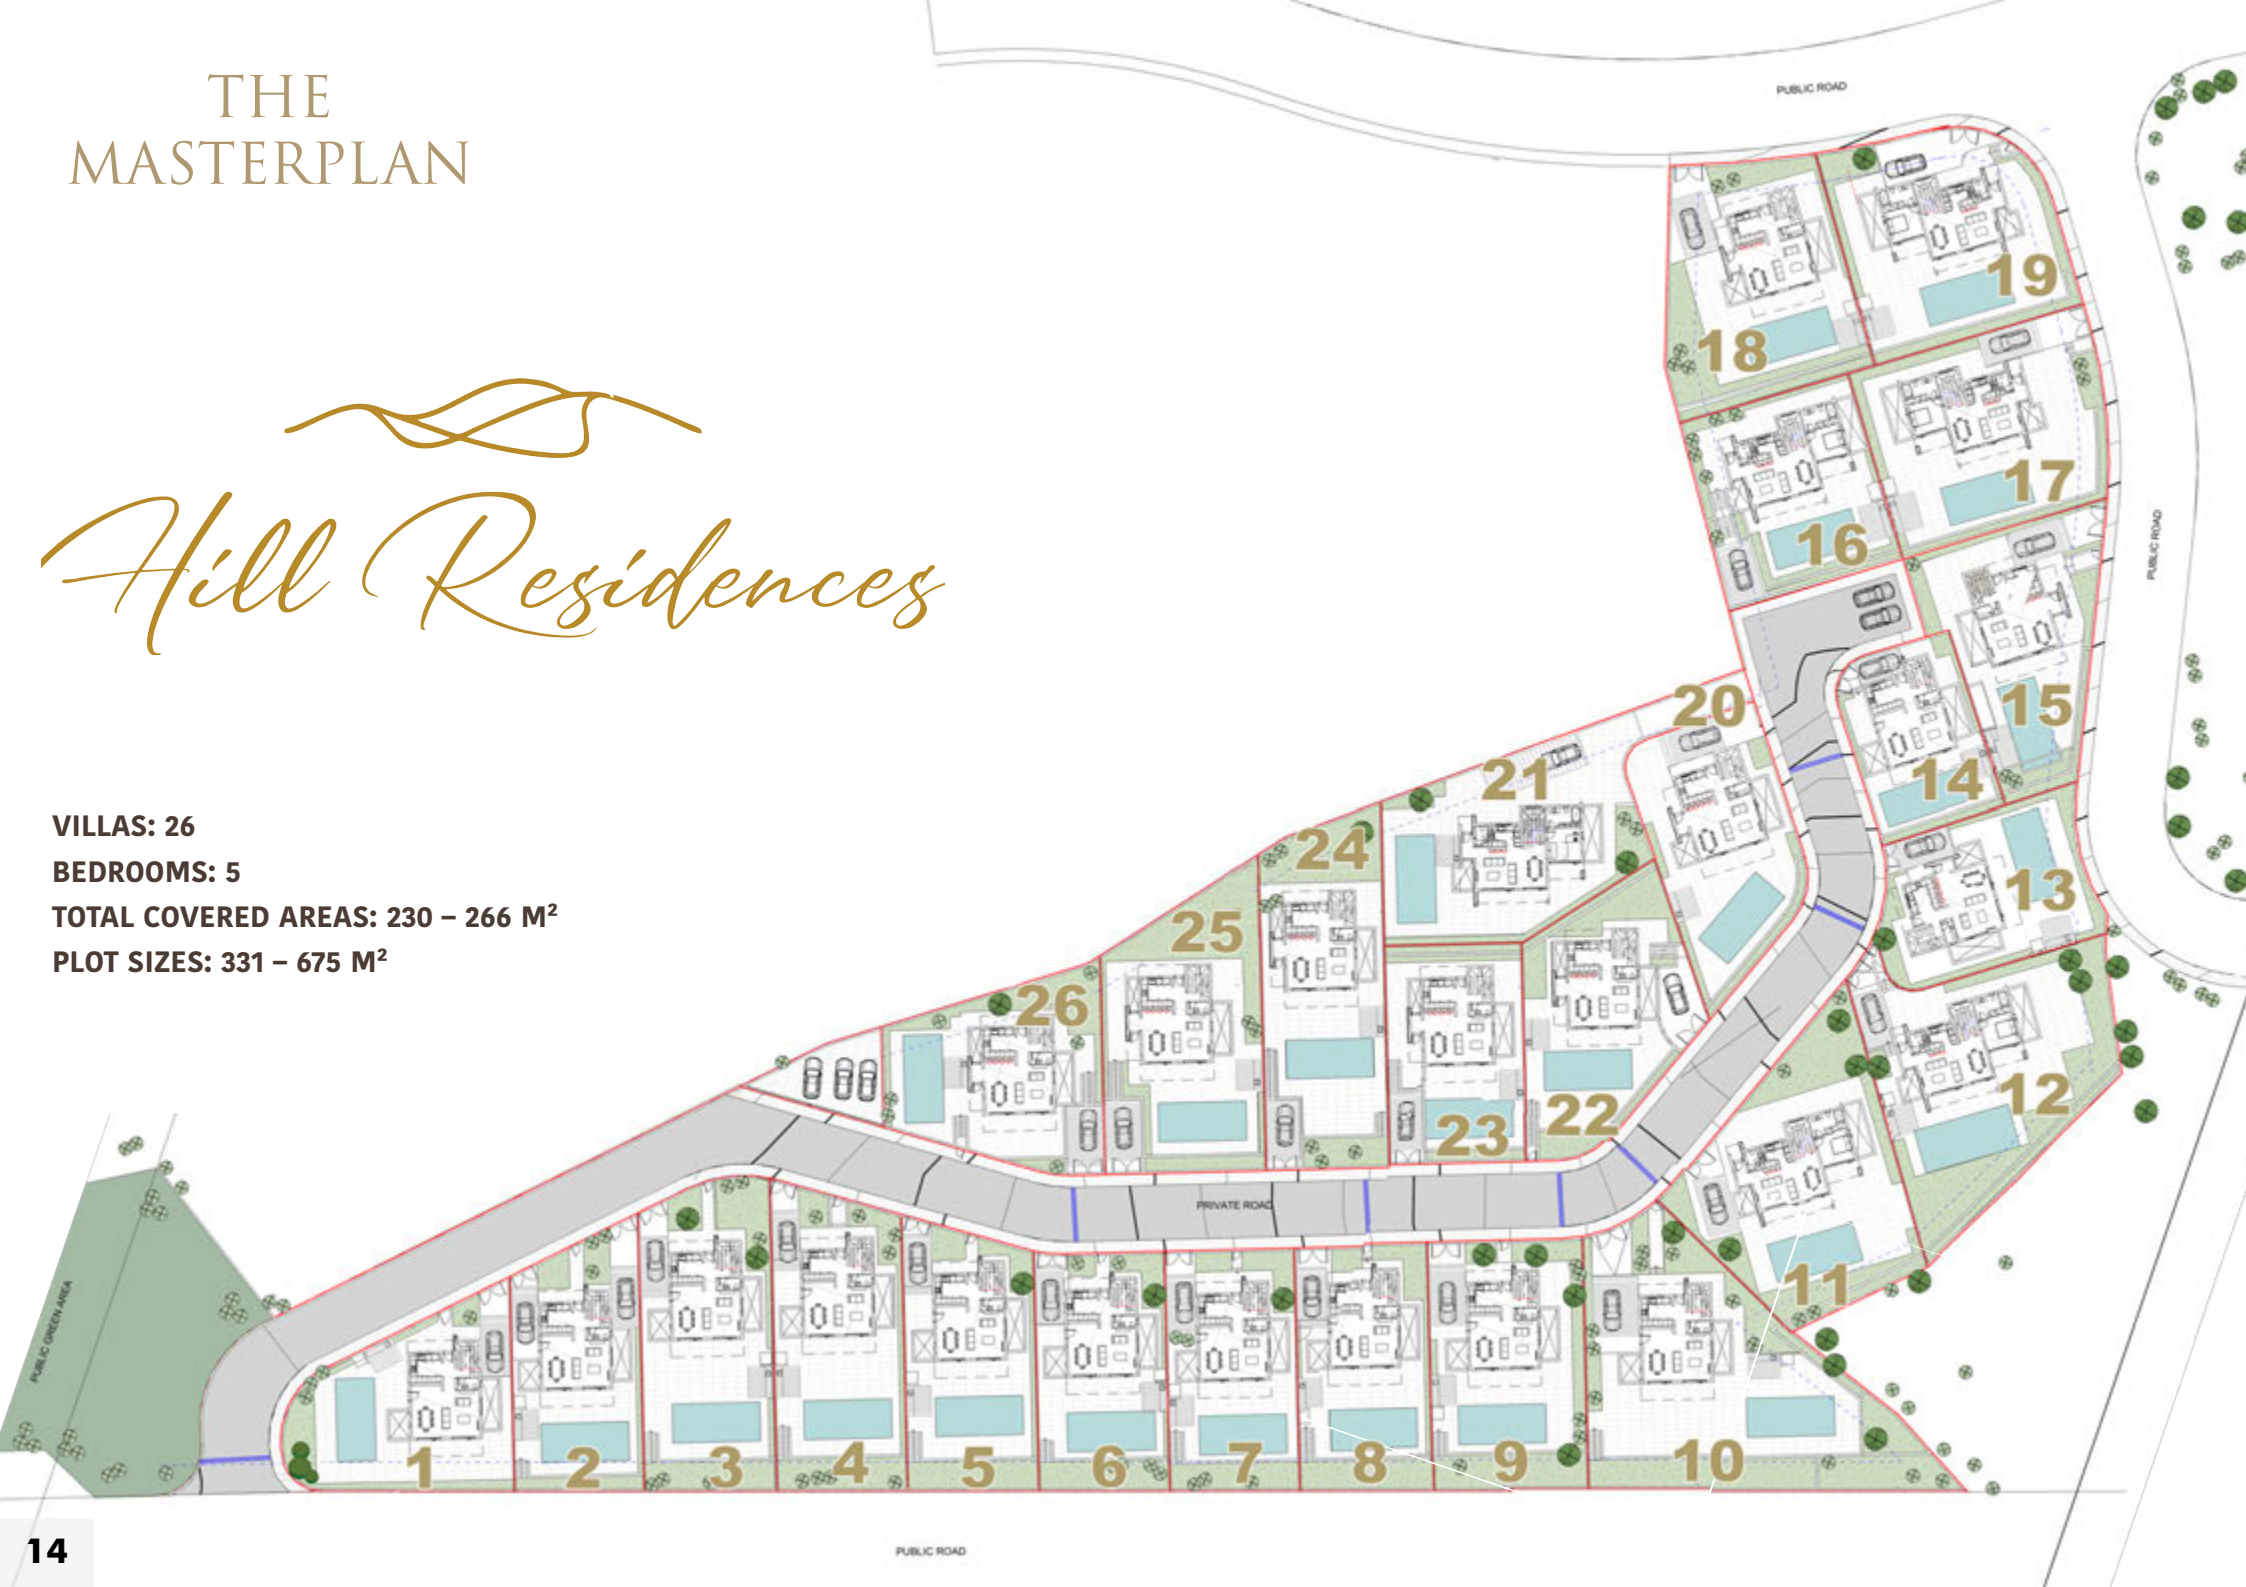 THE
MASTERPLAN
Hill Residences
VILLAS: 26
BEDROOMS: 5
TOTAL COVERED AREAS: 230 – 266 M²
PLOT SIZES: 331 – 675 M²
PUBLIC ROAD
19
18
17
16
PUBLIC ROAD
15
20
14
21
13
24
25
26
12
23
22
PRIVATE ROAD
11
PUBLIC GREEN AREA
1
2
3
4
5
6
7
8
9
10
PUBLIC ROAD
14